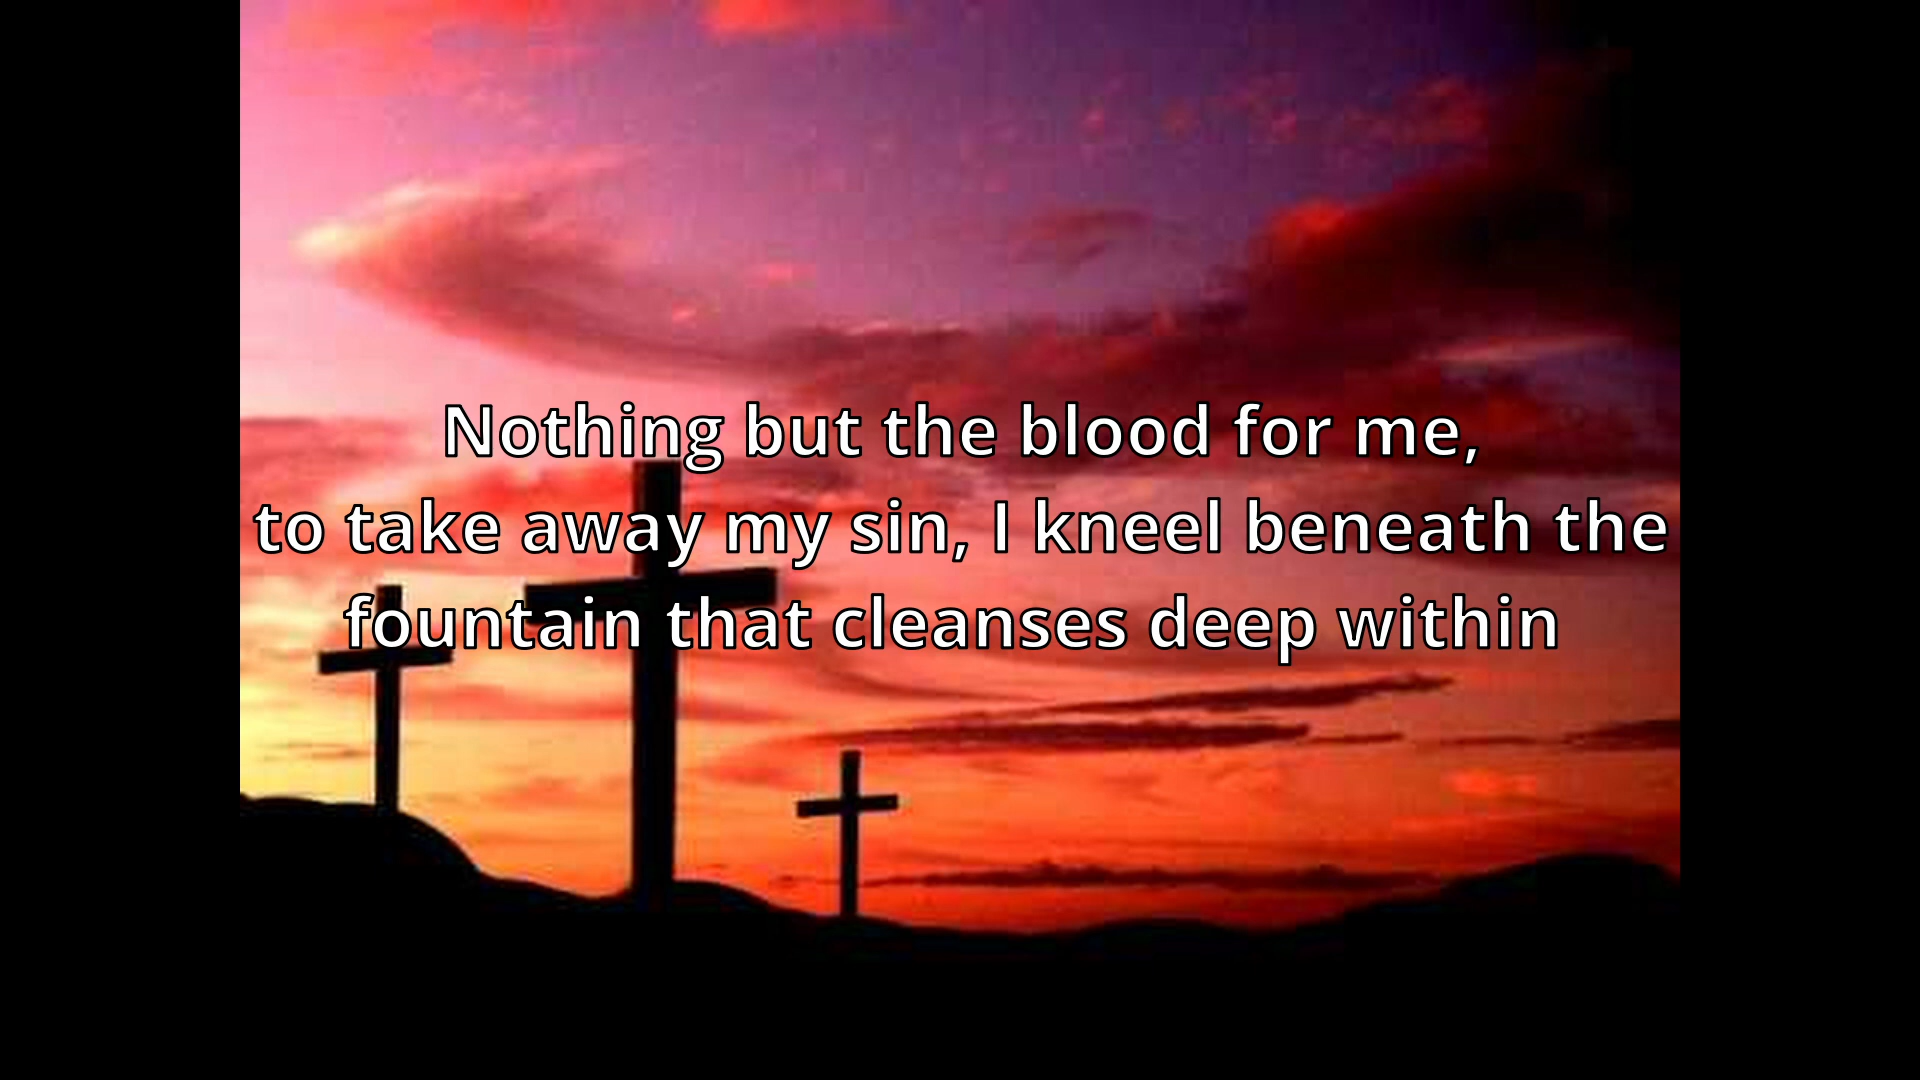 Nothing but the blood for me,
to take away my sin, I kneel beneath the
fountain that cleanses deep within